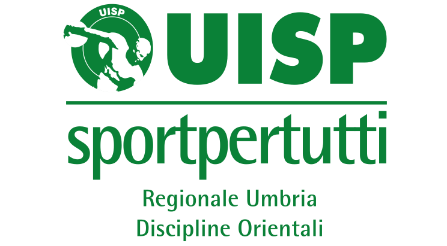 UISP
UISP
sportpertutti
Regionale Umbria
Discipline Orientali